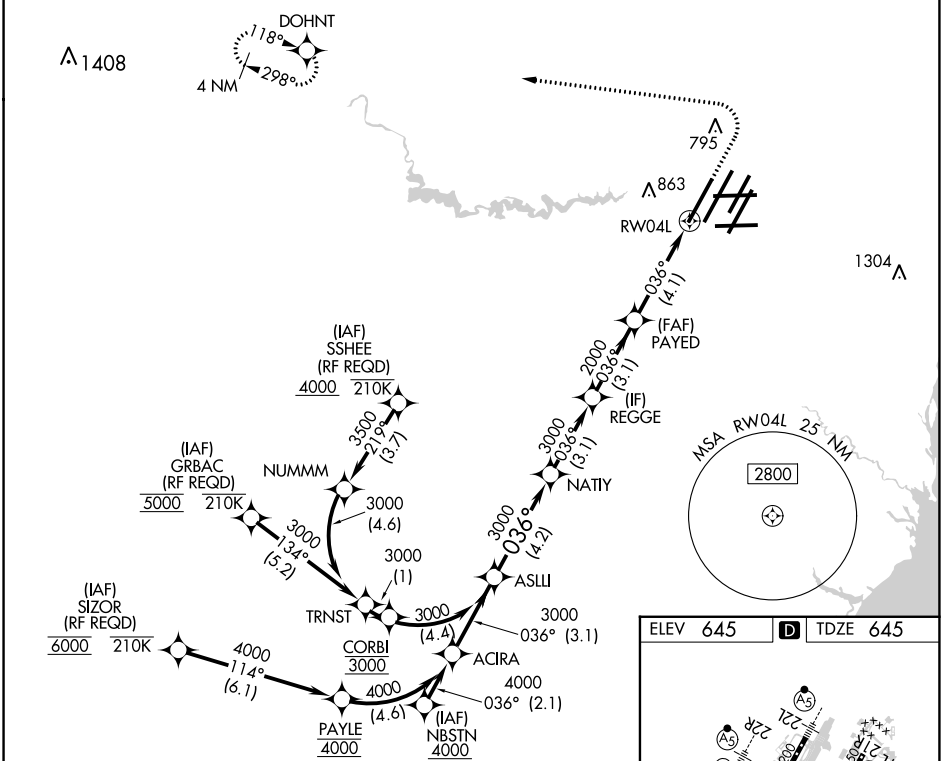 DOHNT
118°
298°
4 NM
1408
795
863
RW04L
1304
036°
(4.1)
(FAF)
PAYED
2000
036°
(3.1)
(IF)
REGGE
3000
036°
(3.1)
NATIY
3000
036°
(4.2)
ASLLI
(IAF)
SSHEE
(RF REQD)
4000 210K
3500
219°
(3.7)
NUMMM
3000
(4.6)
(IAF)
GRBAC
(RF REQD)
5000 210K
3000
134°
(5.2)
3000
(1)
TRNST
CORBI
3000
3000
(4.4)
3000
036° (3.1)
ACIRA
4000
036° (2.1)
(IAF)
SIZOR
(RF REQD)
6000 210K
4000
114°
(6.1)
4000
(4.6)
PAYLE
4000
(IAF)
NBSTN
4000
MSA RW04L 25 NM
2800
ELEV 645 D TDZE 645
A5
22R
A5
22L